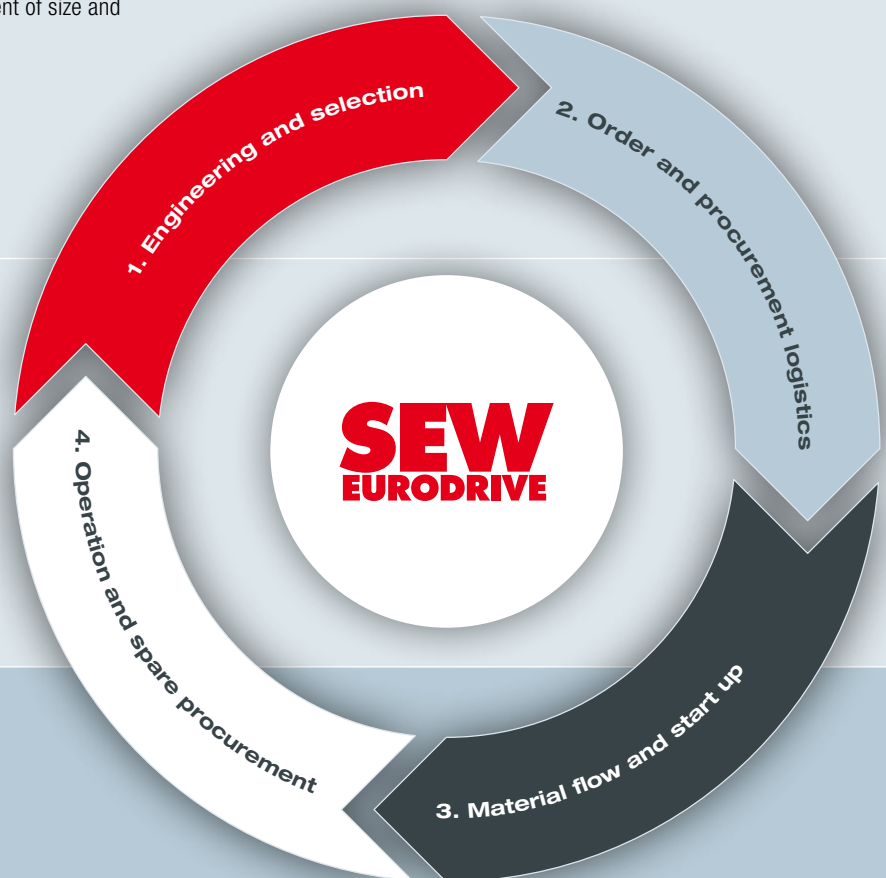 ent of size and
1. Engineering and selection
2. Order and procurement logistics
SEW
EURODRIVE
4. Operation and spare procurement
3. Material flow and start up